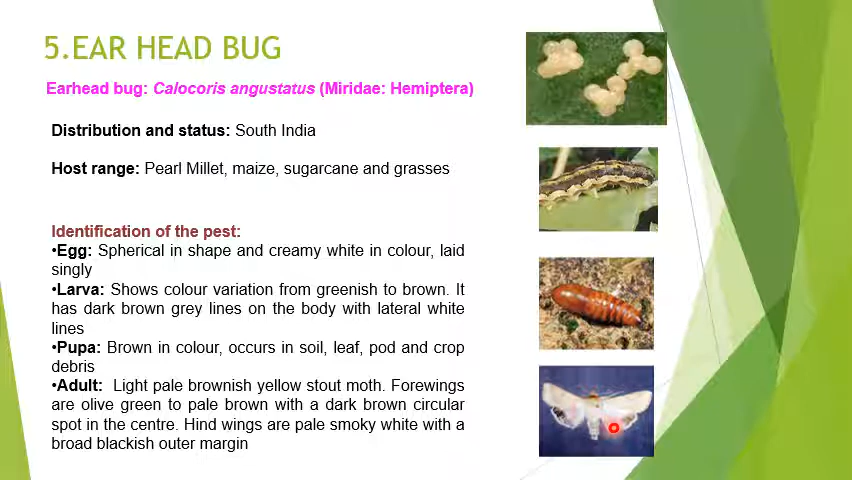 5.EAR HEAD BUG
Earhead bug: Calocoris angustatus (Miridae: Hemiptera)
Distribution and status: South India
Host range: Pearl Millet, maize, sugarcane and grasses
Identification of the pest:
•Egg: Spherical in shape and creamy white in colour, laid
singly
•Larva: Shows colour variation from greenish to brown. It
has dark brown grey lines on the body with lateral white
lines
•Pupa: Brown in colour, occurs in soil, leaf, pod and crop
debris
•Adult: Light pale brownish yellow stout moth. Forewings
are olive green to pale brown with a dark brown circular
spot in the centre. Hind wings are pale smoky white with a
broad blackish outer margin